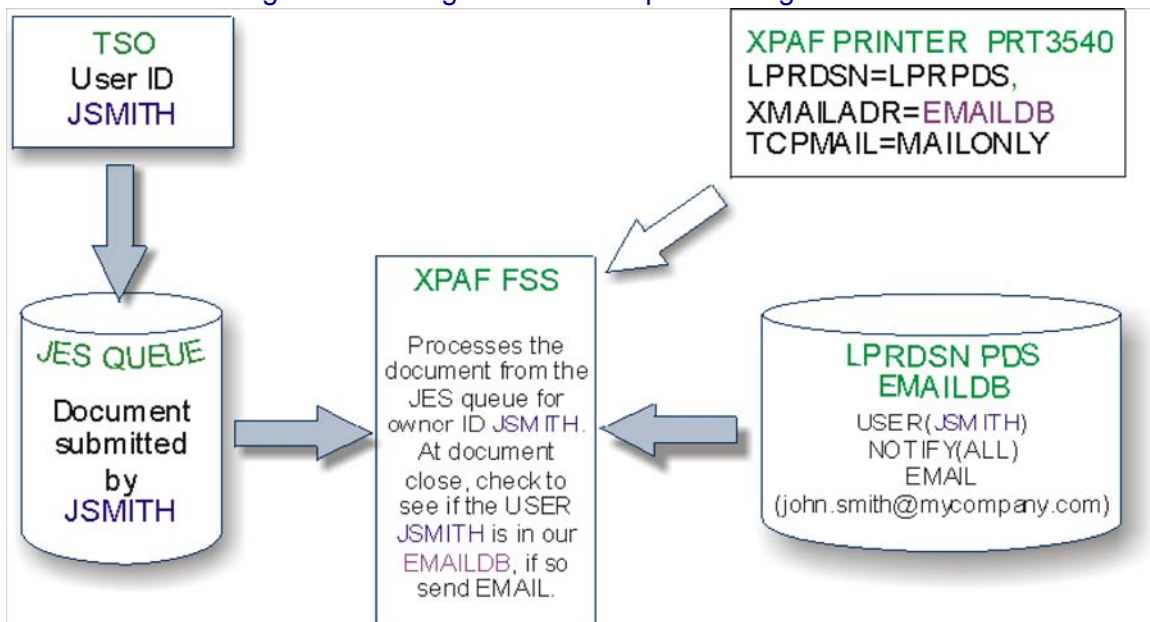 TSO
User ID
JSMITH
XPAF PRINTER PRT3540
LPRDSN=LPRPDS,
XMAILADR=EMAILDB
TCPMAIL=MAILONLY
JES QUEUE
Document
submitted
by
JSMITH
XPAF FSS
Processes the
document from the
JES queue for
ownor ID JSMITH.
At document
close, check to
see if the USER
JSMITH is in our
EMAILDB, if so
send EMAIL.
LPRDSN PDS
EMAILDB
USER(JSMITH)
NOTIFY(ALL)
EMAIL
(john.smith@mycompany.com)